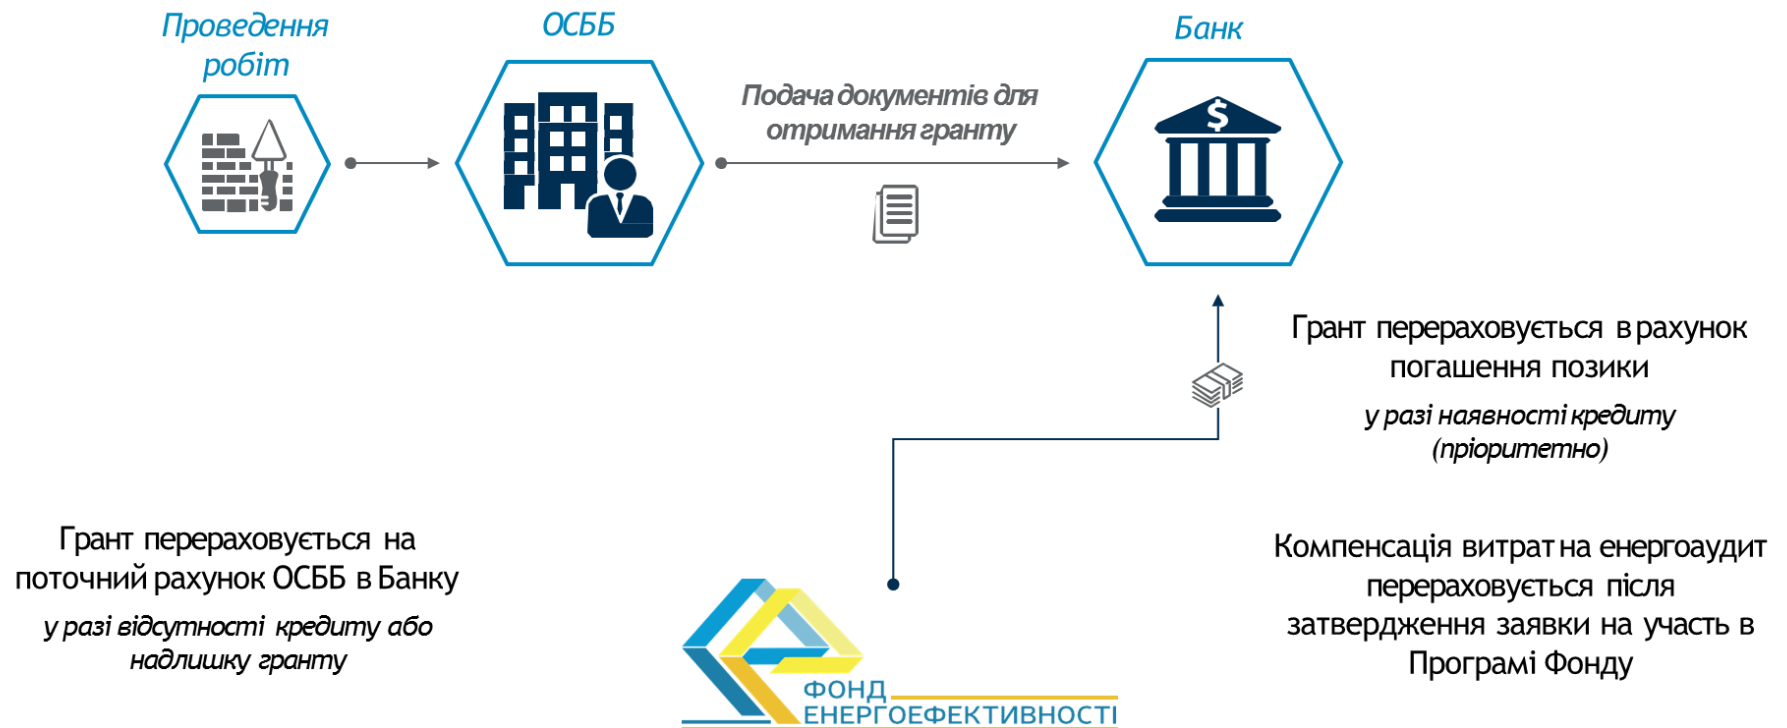 Проведення
робіт
ОСББ
Банк
Подача документів для
отримання гранту
$
Грант перераховується в рахунок
погашення позики
у разі наявності кредиту
(пріоритетно)
Грант перераховується на
поточний рахунок ОСББ в Банку
у разі відсутності кредиту або
надлишку гранту
Компенсація витрат на енергоаудит
перераховується після
затвердження заявки на участь в
Програмі Фонду
ФОНД
ЕНЕРГОЕФЕКТИВНОСТІ